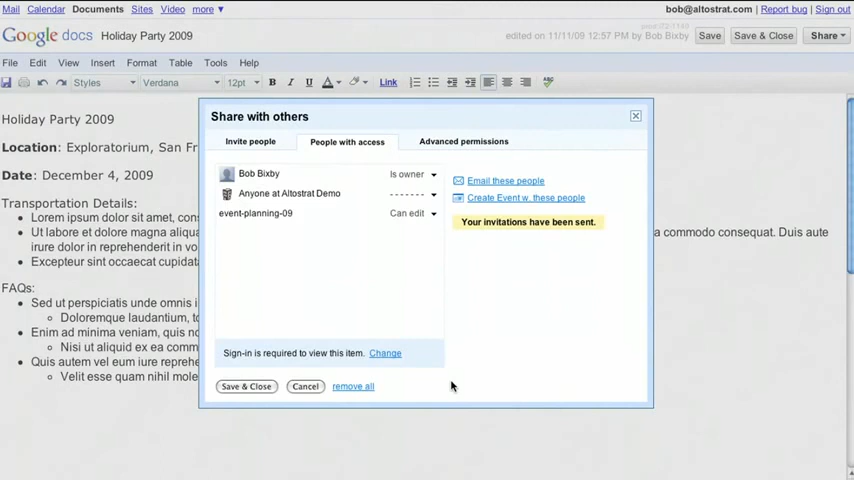 Mail Calendar Documents Sites Video more ▼ bob@altostrat.com | Report bug | Sign out
Google docs Holiday Party 2009 edited on 11/11/09 12:57 PM by Bob Bixby Save Save & Close Share
File Edit View Insert Format Table Tools Help
Styles Verdana 12pt B I U A Link
Holiday Party 2009
Location: Exploratorium, San Fr
Date: December 4, 2009
Transportation Details:
• Lorem ipsum dolor sit amet, cons
• Ut labore et dolore magna aliqua a commodo consequat. Duis aute
irure dolor in reprehenderit in vo
• Excepteur sint occaecat cupidata
FAQs:
• Sed ut perspiciatis unde omnis i
Doloremque laudantium, to
• Enim ad minima veniam, quis no
Nisi ut aliquid ex ea comm
• Quis autem vel eum iure reprehe
Velit esse quam nihil mole
Share with others
Invite people People with access Advanced permissions
Bob Bixby Is owner
Anyone at Altostrat Demo -------
event-planning-09 Can edit
Email these people
Create Event w. these people
Your invitations have been sent.
Sign-in is required to view this item. Change
Save & Close Cancel remove all